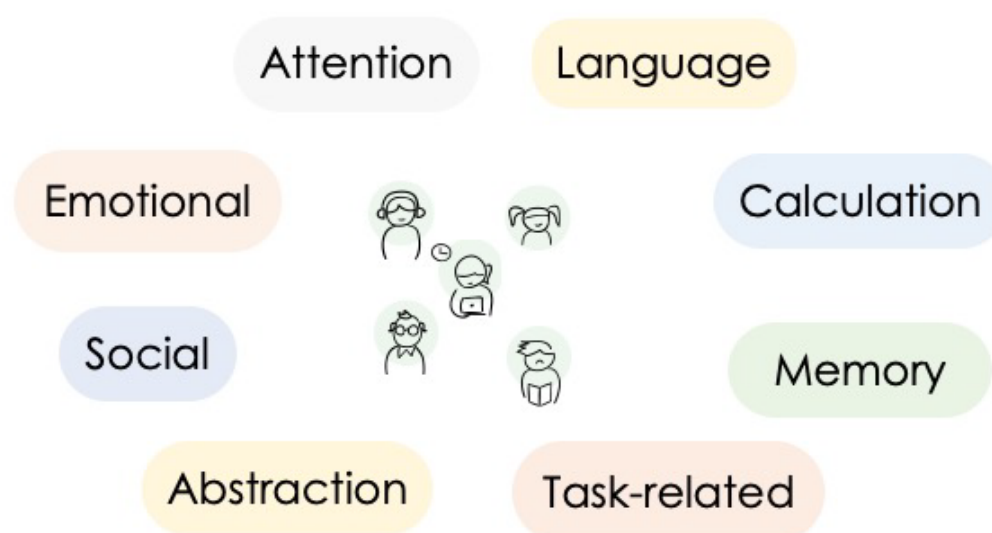 Attention
Language
Emotional
Calculation
Social
Memory
Abstraction
Task-related